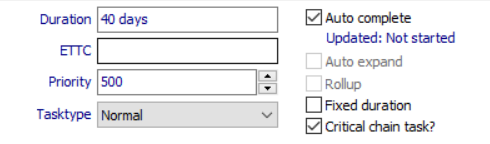 Duration 40 days
ETTC
Priority 500
Tasktype Normal
Auto complete
Updated: Not started
Auto expand
Rollup
Fixed duration
Critical chain task?